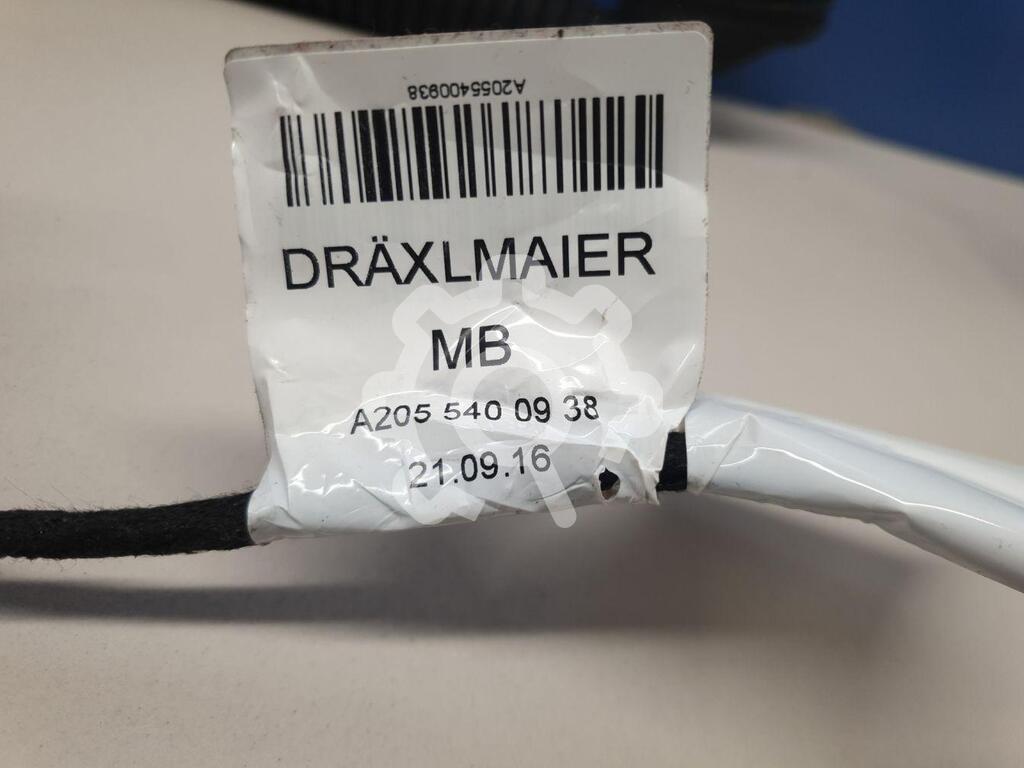 A2055400938
DRÄXLMAIER
MB
A205 540 09 38
21.09.16